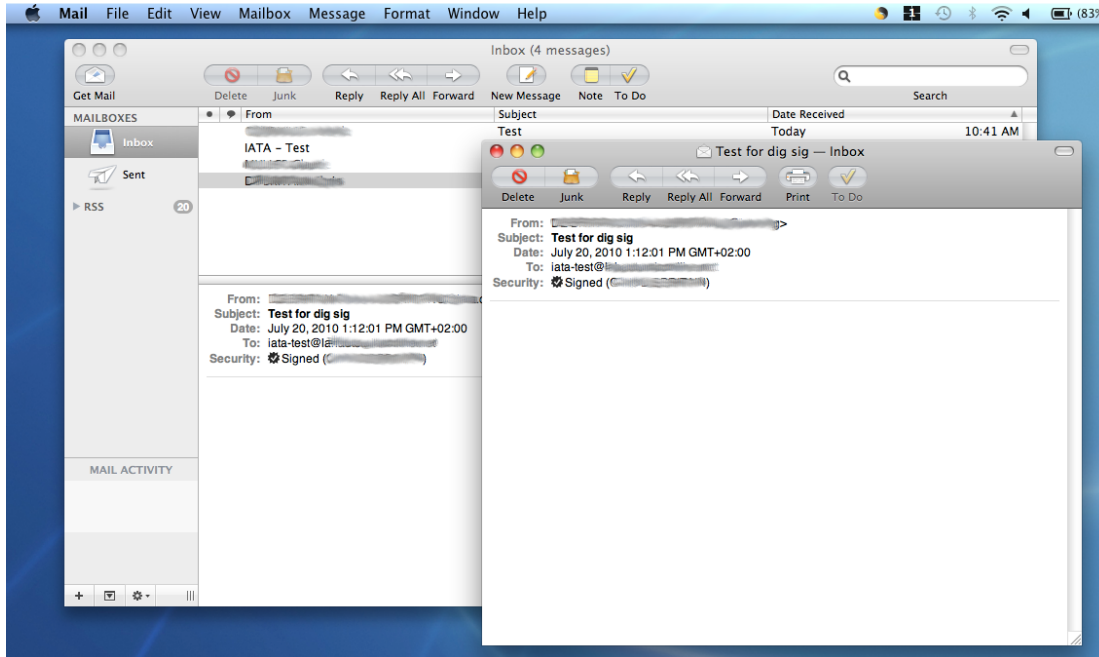 Mail File Edit View Mailbox Message Format Window Help 1 (83%
Inbox (4 messages)
Get Mail Delete Junk Reply Reply All Forward New Message Note To Do Search
MAILBOXES From Subject Date Received
Inbox
Test Today 10:41 AM
IATA – Test
Sent
RSS 20
From:
Subject: Test for dig sig
Date: July 20, 2010 1:12:01 PM GMT+02:00
To: iata-test@
Security: Signed (
MAIL ACTIVITY
Test for dig sig — Inbox
Delete Junk Reply Reply All Forward Print To Do
From: >
Subject: Test for dig sig
Date: July 20, 2010 1:12:01 PM GMT+02:00
To: iata-test@
Security: Signed ( )